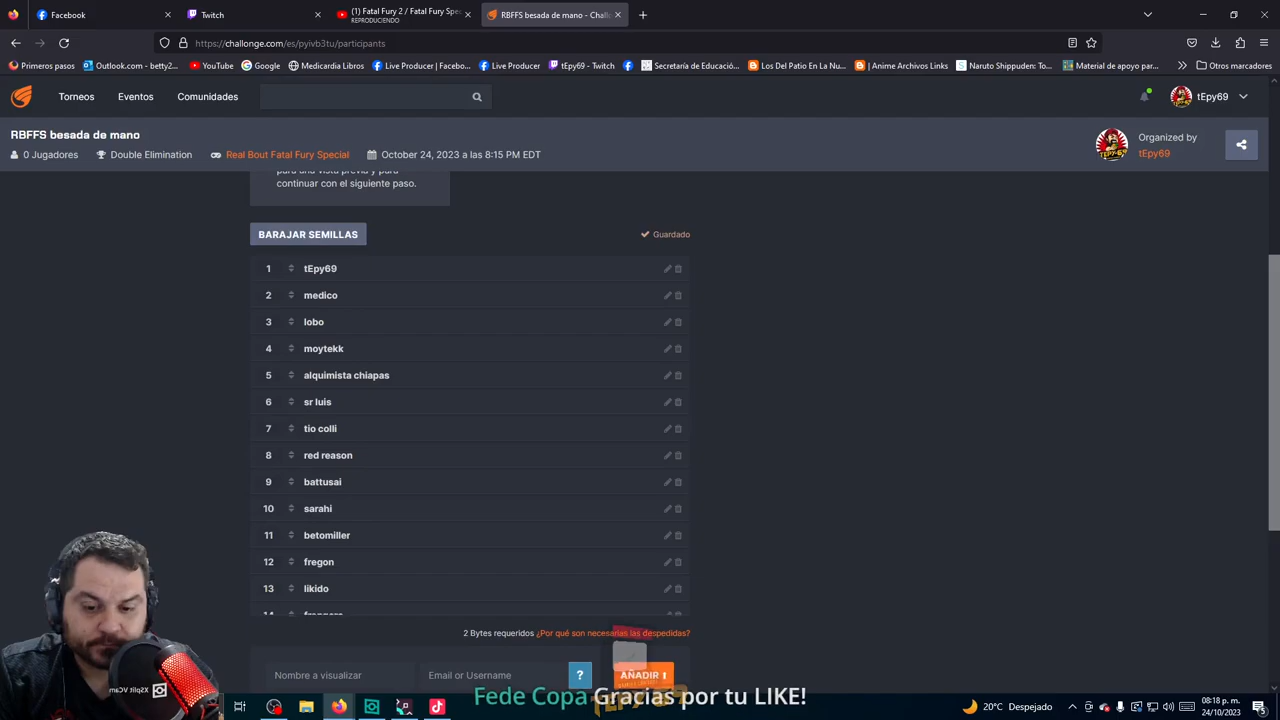 Facebook
Twitch
(1) Fatal Fury 2 / Fatal Fury Spec
REPRODUCIENDO
RBFFS besada de mano - Challo
https://challonge.com/es/pyivb3tu/participants
Primeros pasos
Outlook.com - betty2...
YouTube
Google
Medicardia Libros
Live Producer | Facebo...
Live Producer
tEpy69 - Twitch
Secretaría de Educació...
Los Del Patio En La Nu...
| Anime Archivos Links
Naruto Shippuden: To...
Material de apoyo par...
Otros marcadores
Torneos
Eventos
Comunidades
tEpy69
RBFFS besada de mano
0 Jugadores
Double Elimination
Real Bout Fatal Fury Special
October 24, 2023 a las 8:15 PM EDT
Organized by
tEpy69
para una vista previa y para
continuar con el siguiente paso.
BARAJAR SEMILLAS
Guardado
1 tEpy69
2 medico
3 lobo
4 moytekk
5 alquimista chiapas
6 sr luis
7 tio colli
8 red reason
9 battusai
10 sarahi
11 betomiller
12 fregon
13 likido
2 Bytes requeridos ¿Por qué son necesarias las despedidas?
Nombre a visualizar
Email or Username
?
AÑADIR
Fede Copa Gracias por tu LIKE!
XSplit VCam
20°C Despejado
08:18 p. m.
24/10/2023